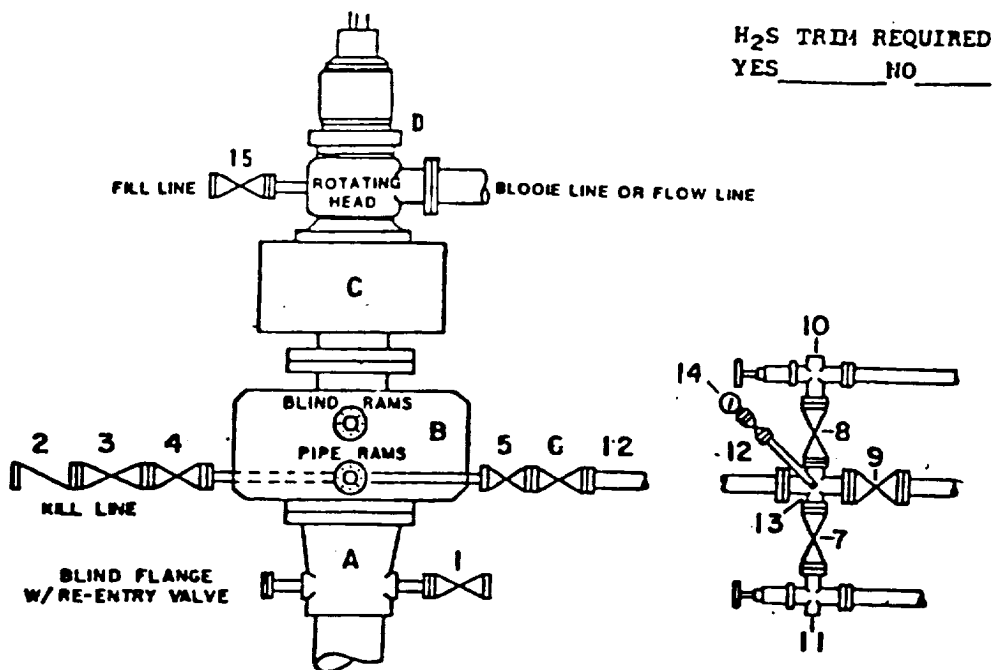 H₂S TRIM REQUIRED
YES______NO______
D
15
FILL LINE
ROTATING
HEAD
BLOOIE LINE OR FLOW LINE
C
10
14
BLIND RAMS
B
8
PIPE RAMS
2 3 4
5 6 12
12
9
KILL LINE
13
7
A
1
BLIND FLANGE
W/ RE-ENTRY VALVE
11